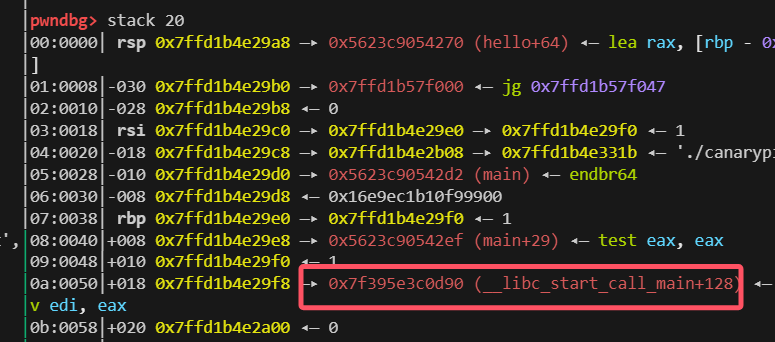 pwndbg> stack 20
00:0000│ rsp 0x7ffd1b4e29a8 —▸ 0x5623c9054270 (hello+64) ◂— lea rax, [rbp - 0x
]
01:0008│-030 0x7ffd1b4e29b0 —▸ 0x7ffd1b57f000 ◂— jg 0x7ffd1b57f047
02:0010│-028 0x7ffd1b4e29b8 ◂— 0
03:0018│ rsi 0x7ffd1b4e29c0 —▸ 0x7ffd1b4e29e0 —▸ 0x7ffd1b4e29f0 ◂— 1
04:0020│-018 0x7ffd1b4e29c8 —▸ 0x7ffd1b4e2b08 —▸ 0x7ffd1b4e331b ◂— './canarypi
05:0028│-010 0x7ffd1b4e29d0 —▸ 0x5623c90542d2 (main) ◂— endbr64
06:0030│-008 0x7ffd1b4e29d8 ◂— 0x16e9ec1b10f99900
07:0038│ rbp 0x7ffd1b4e29e0 —▸ 0x7ffd1b4e29f0 ◂— 1
', 08:0040│+008 0x7ffd1b4e29e8 —▸ 0x5623c90542ef (main+29) ◂— test eax, eax
09:0048│+010 0x7ffd1b4e29f0 ◂— 1
0a:0050│+018 0x7ffd1b4e29f8 —▸ 0x7f395e3c0d90 (__libc_start_call_main+128) ◂—
v edi, eax
0b:0058│+020 0x7ffd1b4e2a00 ◂— 0